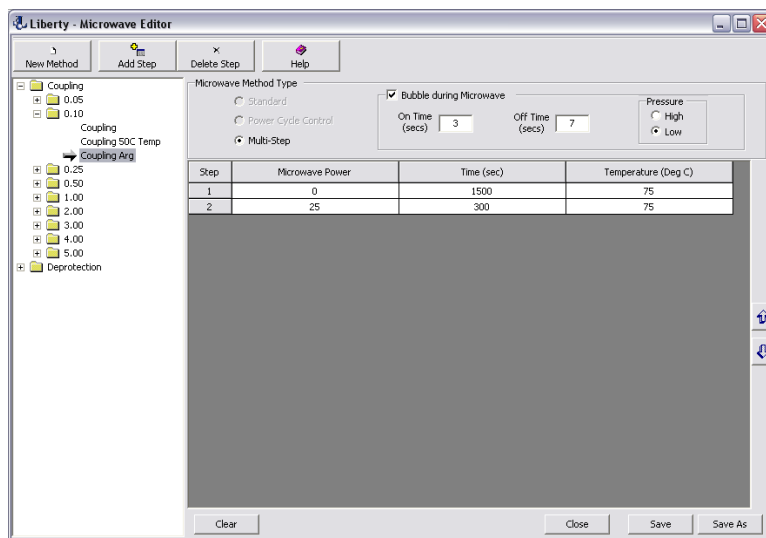 Liberty - Microwave Editor
New Method
Add Step
Delete Step
Help
Coupling
0.05
0.10
Coupling
Coupling 50C Temp
Coupling Arg
0.25
0.50
1.00
2.00
3.00
4.00
5.00
Deprotection
Microwave Method Type
Standard
Power Cycle Control
Multi-Step
Bubble during Microwave
On Time (secs) 3
Off Time (secs) 7
Pressure
High
Low
Step Microwave Power Time (sec) Temperature (Deg C)
1 0 1500 75
2 25 300 75
Clear
Close
Save
Save As